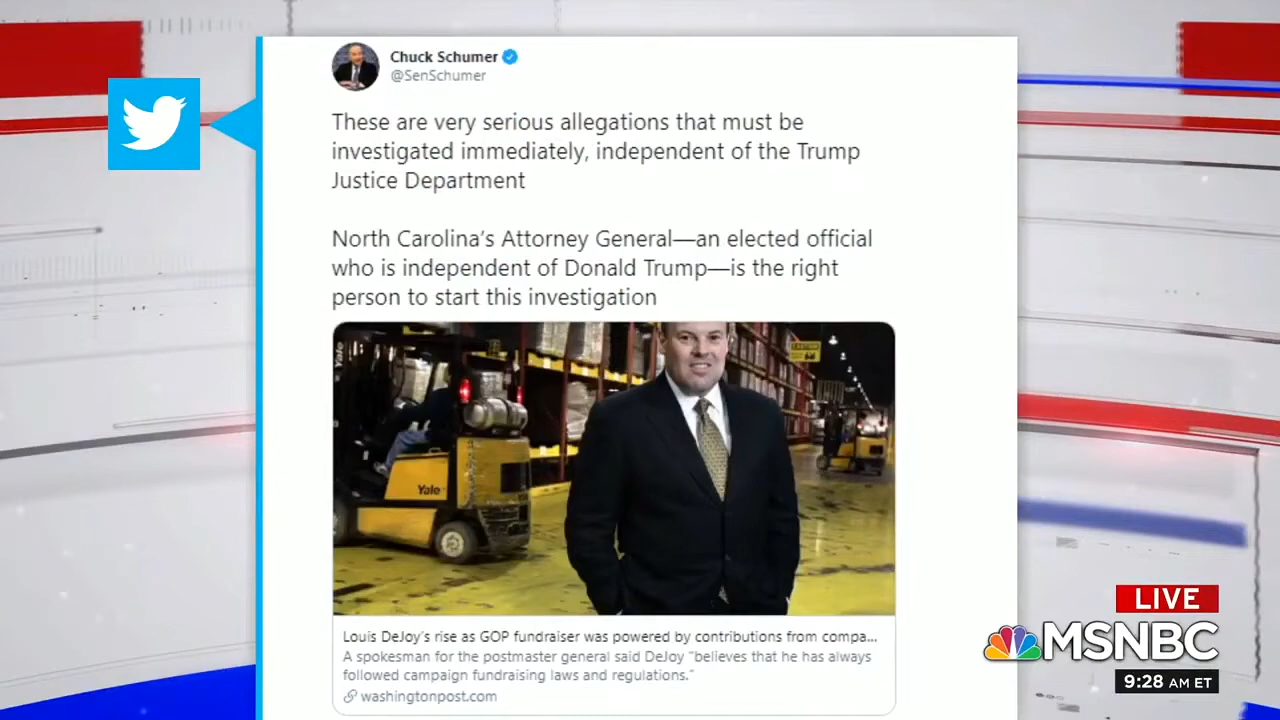 Chuck Schumer
@SenSchumer
These are very serious allegations that must be
investigated immediately, independent of the Trump
Justice Department
North Carolina's Attorney General—an elected official
who is independent of Donald Trump—is the right
person to start this investigation
Yale
Yale
CAUTION
Louis DeJoy's rise as GOP fundraiser was powered by contributions from compa...
A spokesman for the postmaster general said DeJoy "believes that he has always
followed campaign fundraising laws and regulations."
washingtonpost.com
LIVE
MSNBC
9:28 AM ET